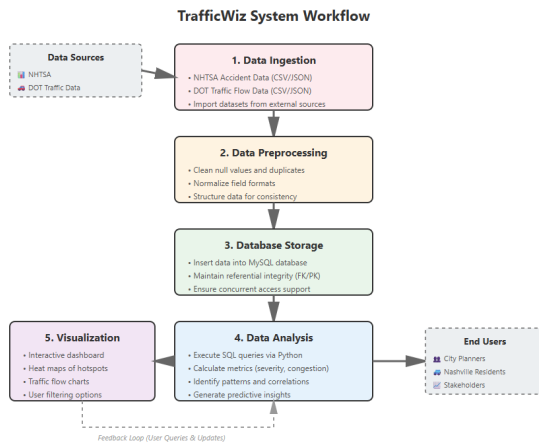 TrafficWiz System Workflow
Data Sources
NHTSA
DOT Traffic Data
1. Data Ingestion
• NHTSA Accident Data (CSV/JSON)
• DOT Traffic Flow Data (CSV/JSON)
• Import datasets from external sources
2. Data Preprocessing
• Clean null values and duplicates
• Normalize field formats
• Structure data for consistency
3. Database Storage
• Insert data into MySQL database
• Maintain referential integrity (FK/PK)
• Ensure concurrent access support
5. Visualization
• Interactive dashboard
• Heat maps of hotspots
• Traffic flow charts
• User filtering options
4. Data Analysis
• Execute SQL queries via Python
• Calculate metrics (severity, congestion)
• Identify patterns and correlations
• Generate predictive insights
End Users
City Planners
Nashville Residents
Stakeholders
Feedback Loop (User Queries & Updates)